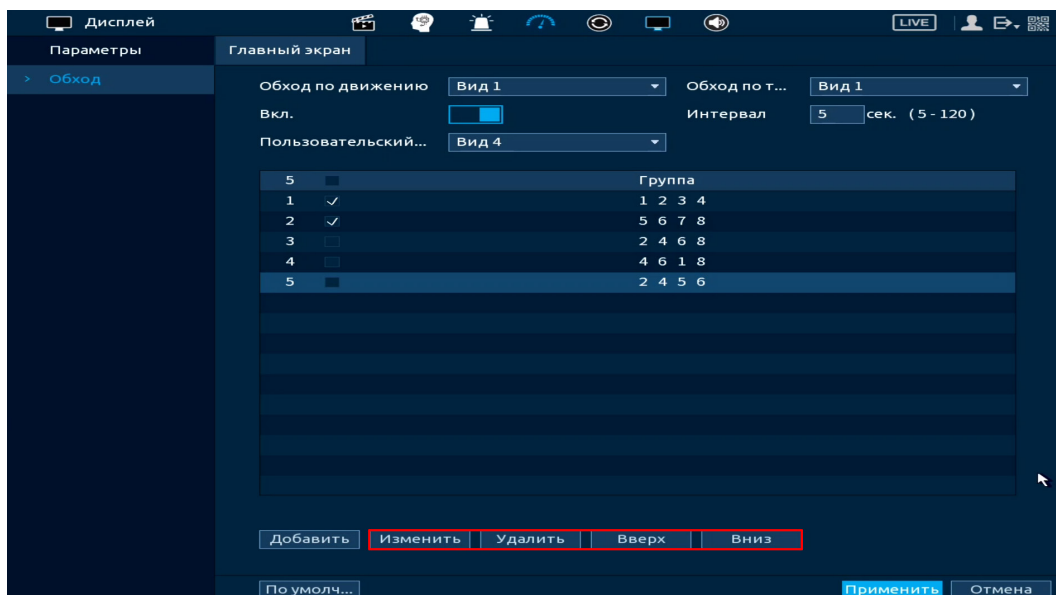 Дисплей LIVE
Параметры Главный экран
> Обход
Обход по движению Вид 1 Обход по т... Вид 1
Вкл. Интервал 5 сек. (5-120)
Пользовательский... Вид 4
5 Группа
1 1 2 3 4
2 5 6 7 8
3 2 4 6 8
4 4 6 1 8
5 2 4 5 6
Добавить Изменить Удалить Вверх Вниз
По умолч... Применить Отмена